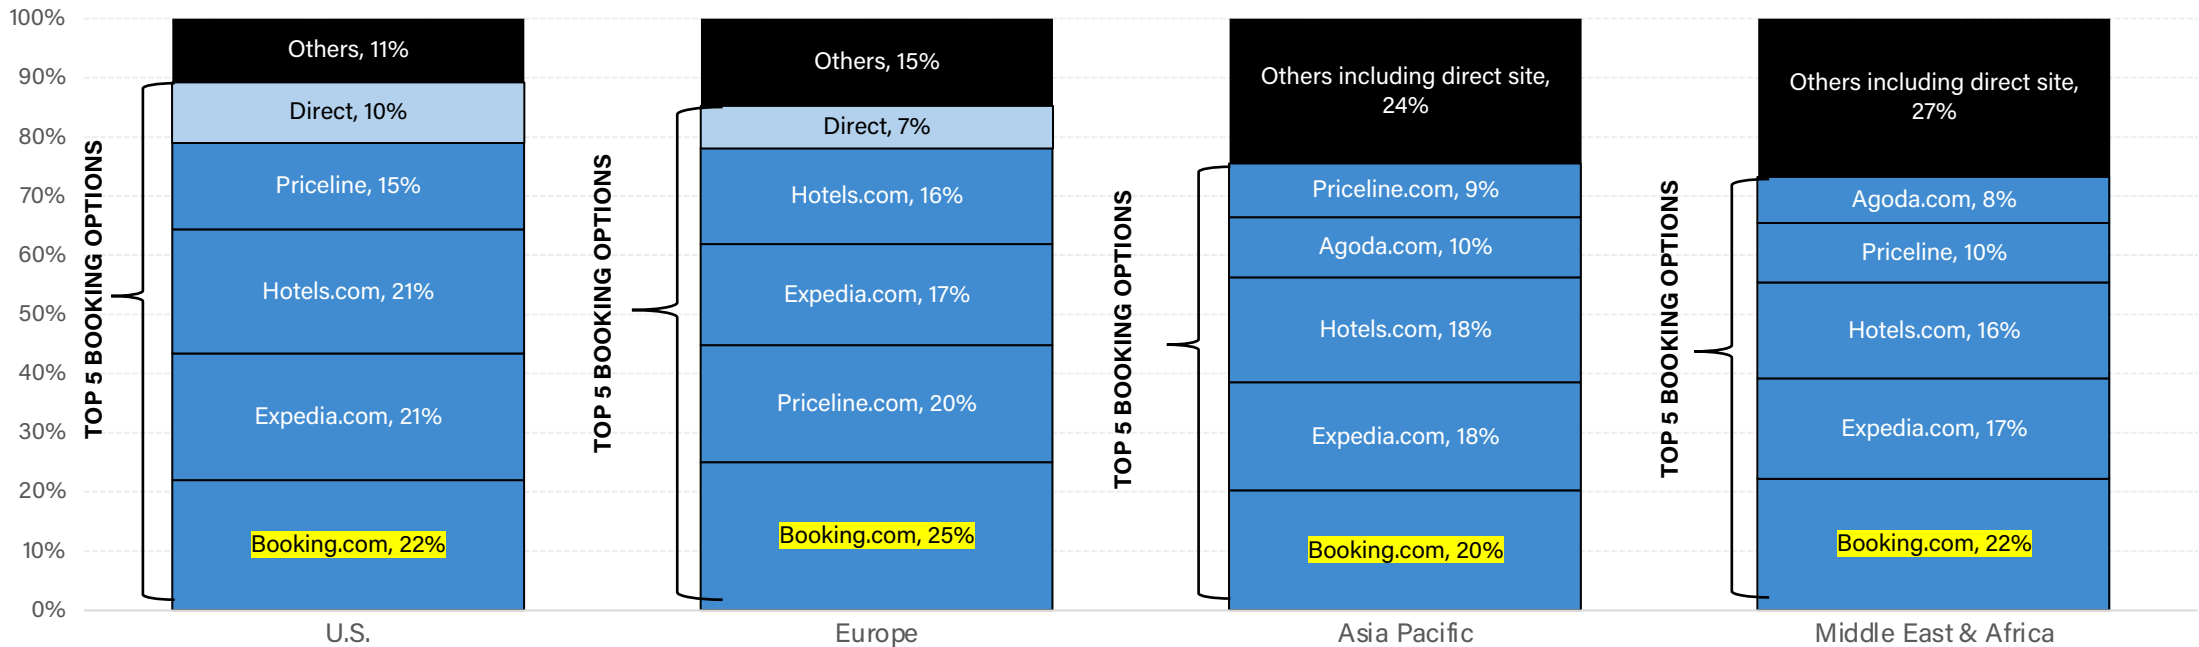 100%
90%
80%
70%
60%
50%
40%
30%
20%
10%
0%
TOP 5 BOOKING OPTIONS
Others, 11%
Direct, 10%
Priceline, 15%
Hotels.com, 21%
Expedia.com, 21%
Booking.com, 22%
U.S.
TOP 5 BOOKING OPTIONS
Others, 15%
Direct, 7%
Hotels.com, 16%
Expedia.com, 17%
Priceline.com, 20%
Booking.com, 25%
Europe
TOP 5 BOOKING OPTIONS
Others including direct site,
24%
Priceline.com, 9%
Agoda.com, 10%
Hotels.com, 18%
Expedia.com, 18%
Booking.com, 20%
Asia Pacific
TOP 5 BOOKING OPTIONS
Others including direct site,
27%
Agoda.com, 8%
Priceline, 10%
Hotels.com, 16%
Expedia.com, 17%
Booking.com, 22%
Middle East & Africa